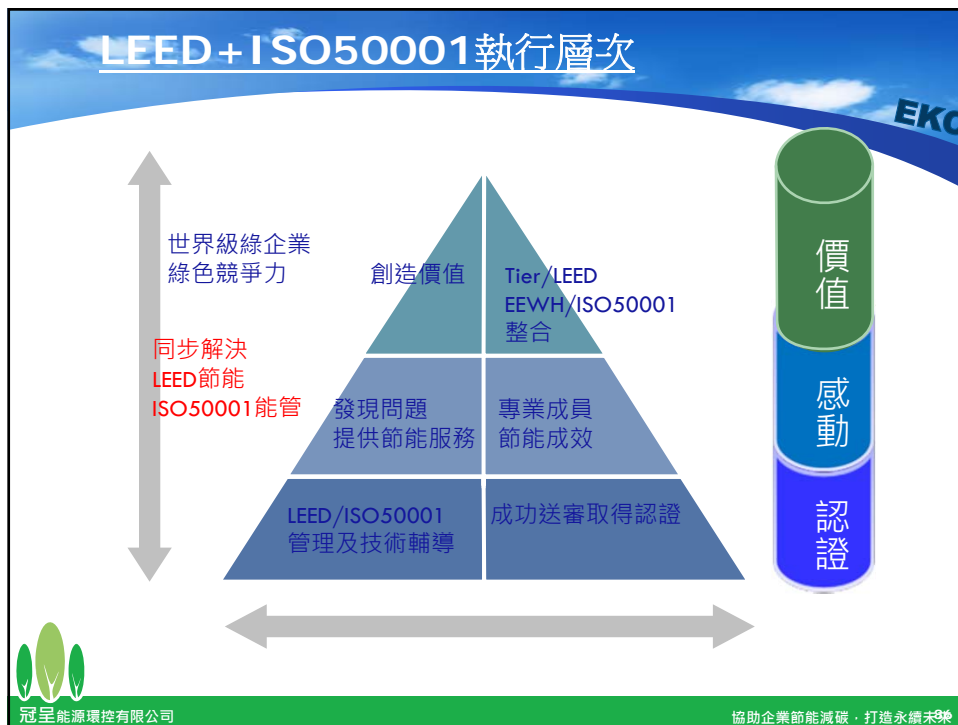 LEED+ISO50001執行層次
EKO
世界級綠企業
綠色競爭力
同步解決
LEED節能
ISO50001能管
創造價值
Tier/LEED
EEWH/ISO50001
整合
發現問題
提供節能服務
專業成員
節能成效
LEED/ISO50001
管理及技術輔導
成功送審取得認證
價值
感動
認證
冠呈能源環控有限公司
協助企業節能減碳‧打造永續未來